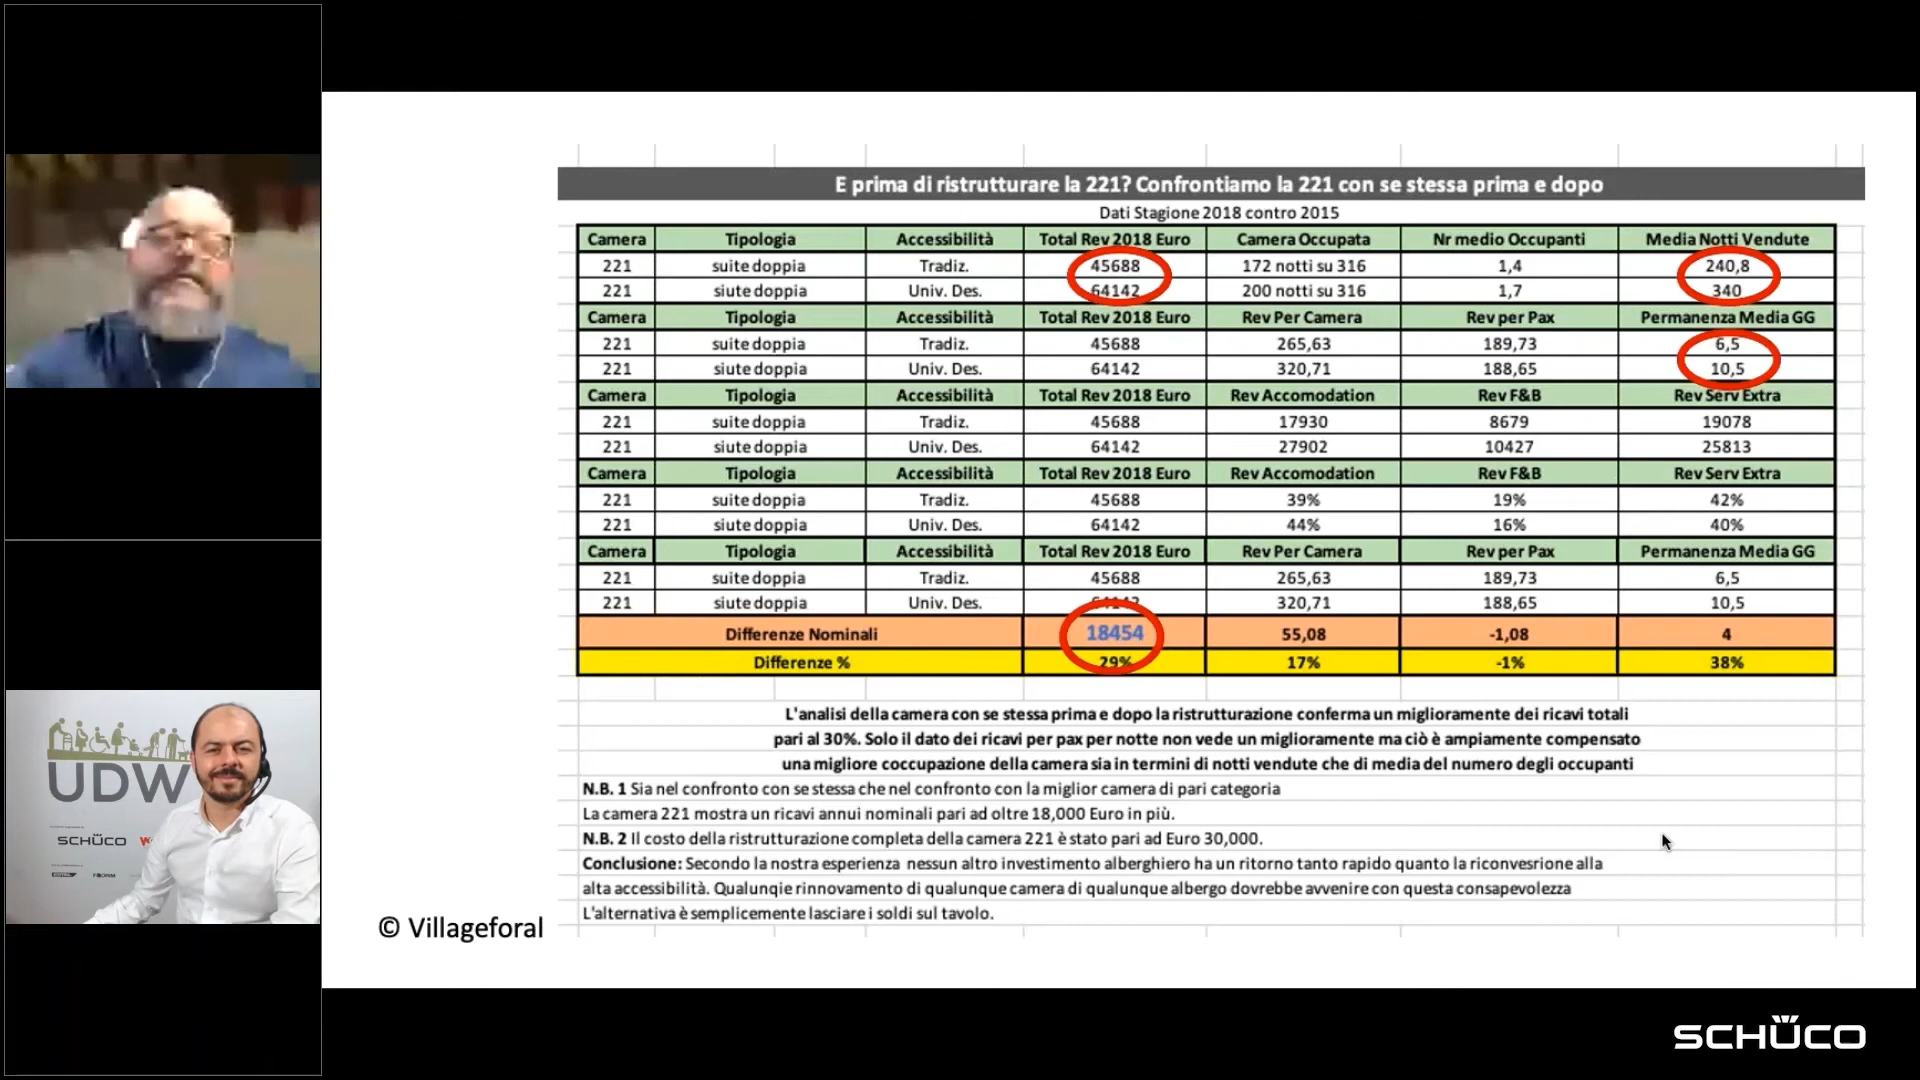 E prima di ristrutturare la 221? Confrontiamo la 221 con se stessa prima e dopo
Dati Stagione 2018 contro 2015
Camera Tipologia Accessibilità Total Rev 2018 Euro Camera Occupata Nr medio Occupanti Media Notti Vendute
221 suite doppia Tradiz. 45688 172 notti su 316 1,4 240,8
221 siute doppia Univ. Des. 64142 200 notti su 316 1,7 340
Camera Tipologia Accessibilità Total Rev 2018 Euro Rev Per Camera Rev per Pax Permanenza Media GG
221 suite doppia Tradiz. 45688 265,63 189,73 6,5
221 siute doppia Univ. Des. 64142 320,71 188,65 10,5
Camera Tipologia Accessibilità Total Rev 2018 Euro Rev Accomodation Rev F&B Rev Serv Extra
221 suite doppia Tradiz. 45688 17930 8679 19078
221 siute doppia Univ. Des. 64142 27902 10427 25813
Camera Tipologia Accessibilità Total Rev 2018 Euro Rev Accomodation Rev F&B Rev Serv Extra
221 suite doppia Tradiz. 45688 39% 19% 42%
221 siute doppia Univ. Des. 64142 44% 16% 40%
Camera Tipologia Accessibilità Total Rev 2018 Euro Rev Per Camera Rev per Pax Permanenza Media GG
221 suite doppia Tradiz. 45688 265,63 189,73 6,5
221 siute doppia Univ. Des. 64142 320,71 188,65 10,5
Differenze Nominali 18454 55,08 -1,08 4
Differenze % 29% 17% -1% 38%
L'analisi della camera con se stessa prima e dopo la ristrutturazione conferma un miglioramente dei ricavi totali
pari al 30%. Solo il dato dei ricavi per pax per notte non vede un miglioramente ma ciò è ampiamente compensato
una migliore coccupazione della camera sia in termini di notti vendute che di media del numero degli occupanti
N.B. 1 Sia nel confronto con se stessa che nel confronto con la miglior camera di pari categoria
La camera 221 mostra un ricavi annui nominali pari ad oltre 18,000 Euro in più.
N.B. 2 Il costo della ristrutturazione completa della camera 221 è stato pari ad Euro 30,000.
Conclusione: Secondo la nostra esperienza nessun altro investimento alberghiero ha un ritorno tanto rapido quanto la riconvesrione alla
alta accessibilità. Qualunqie rinnovamento di qualunque camera di qualunque albergo dovrebbe avvenire con questa consapevolezza
L'alternativa è semplicemente lasciare i soldi sul tavolo.
© Villageforal
UDW
SCHÜCO
SCHÜCO